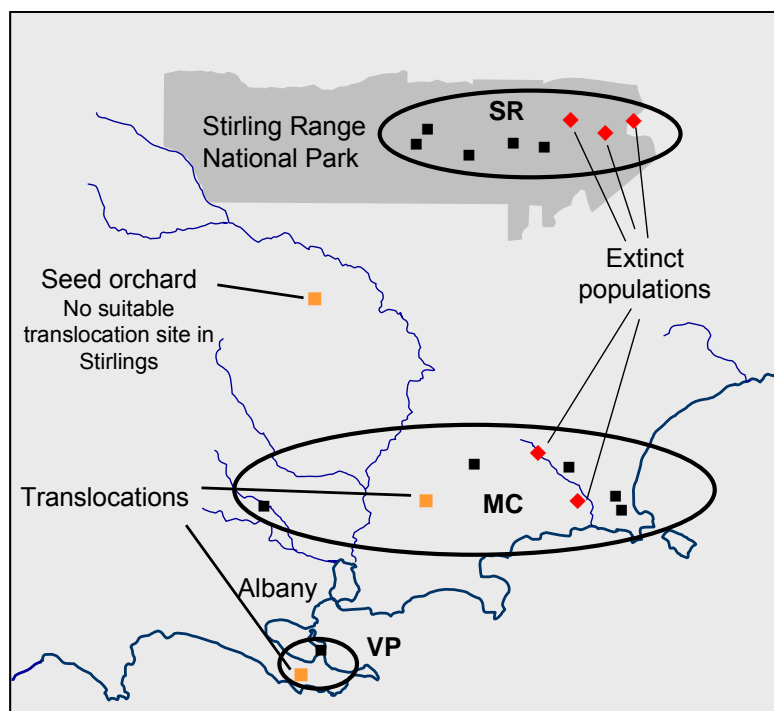 SR
Stirling Range
National Park
Extinct
populations
Seed orchard
No suitable
translocation site in
Stirlings
Translocations
MC
Albany
VP